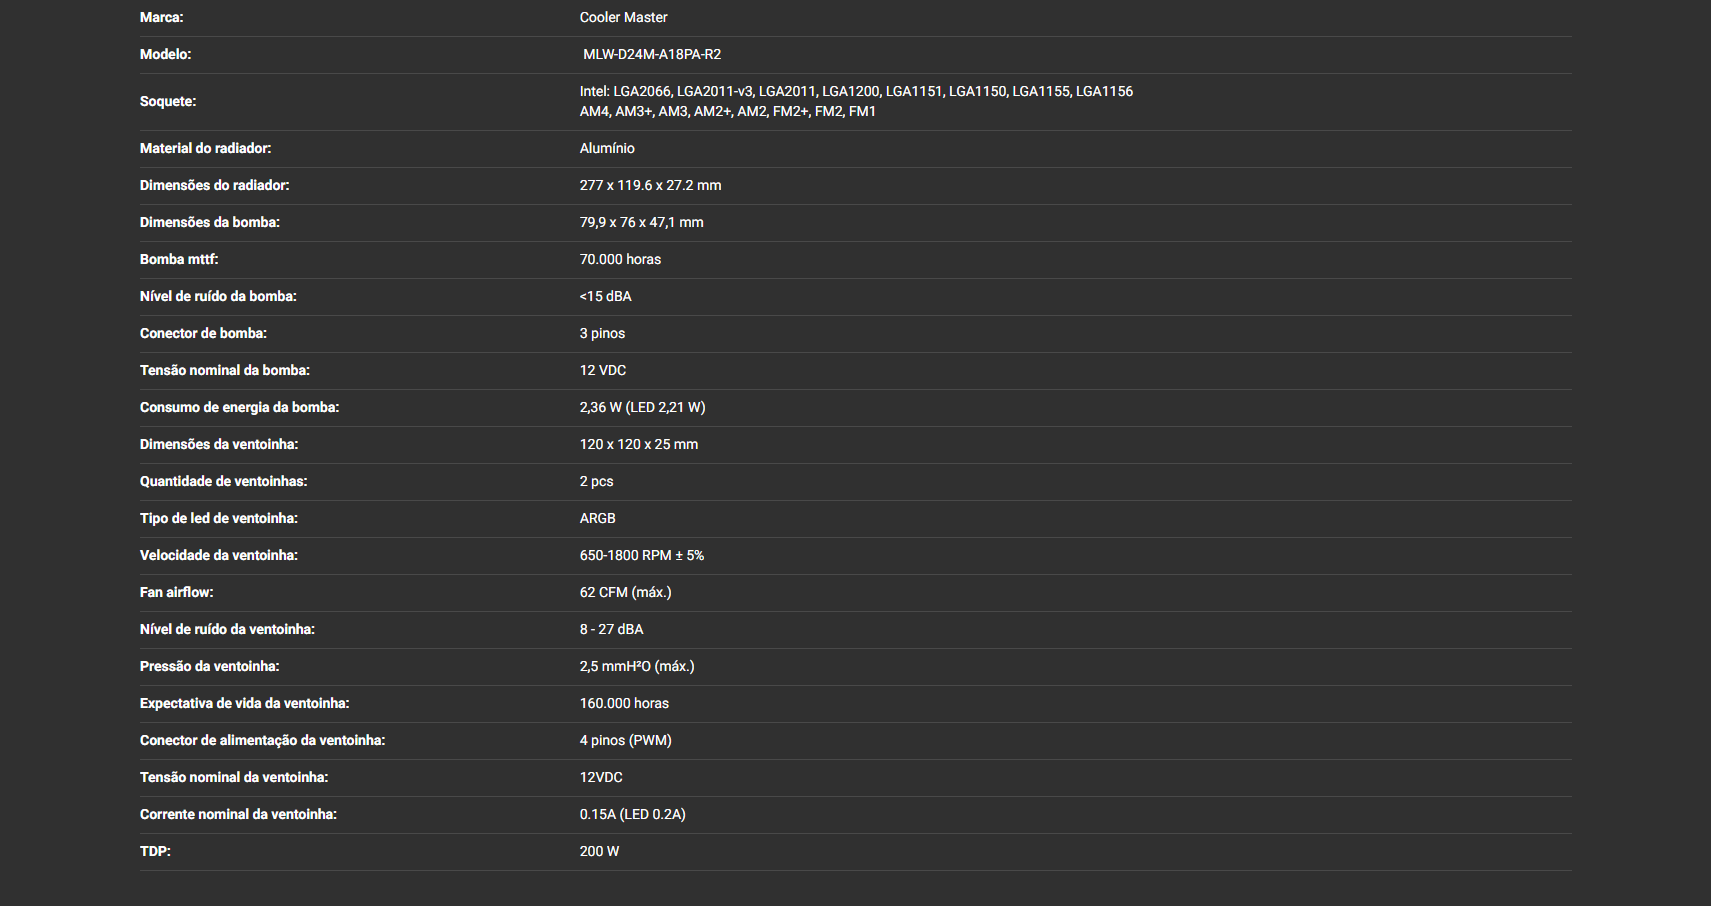 Marca: Cooler Master
Modelo: MLW-D24M-A18PA-R2
Soquete: Intel: LGA2066, LGA2011-v3, LGA2011, LGA1200, LGA1151, LGA1150, LGA1155, LGA1156
AM4, AM3+, AM3, AM2+, AM2, FM2+, FM2, FM1
Material do radiador: Alumínio
Dimensões do radiador: 277 x 119.6 x 27.2 mm
Dimensões da bomba: 79,9 x 76 x 47,1 mm
Bomba mttf: 70.000 horas
Nível de ruído da bomba: <15 dBA
Conector de bomba: 3 pinos
Tensão nominal da bomba: 12 VDC
Consumo de energia da bomba: 2,36 W (LED 2,21 W)
Dimensões da ventoinha: 120 x 120 x 25 mm
Quantidade de ventoinhas: 2 pcs
Tipo de led de ventoinha: ARGB
Velocidade da ventoinha: 650-1800 RPM ± 5%
Fan airflow: 62 CFM (máx.)
Nível de ruído da ventoinha: 8 - 27 dBA
Pressão da ventoinha: 2,5 mmH²O (máx.)
Expectativa de vida da ventoinha: 160.000 horas
Conector de alimentação da ventoinha: 4 pinos (PWM)
Tensão nominal da ventoinha: 12VDC
Corrente nominal da ventoinha: 0.15A (LED 0.2A)
TDP: 200 W